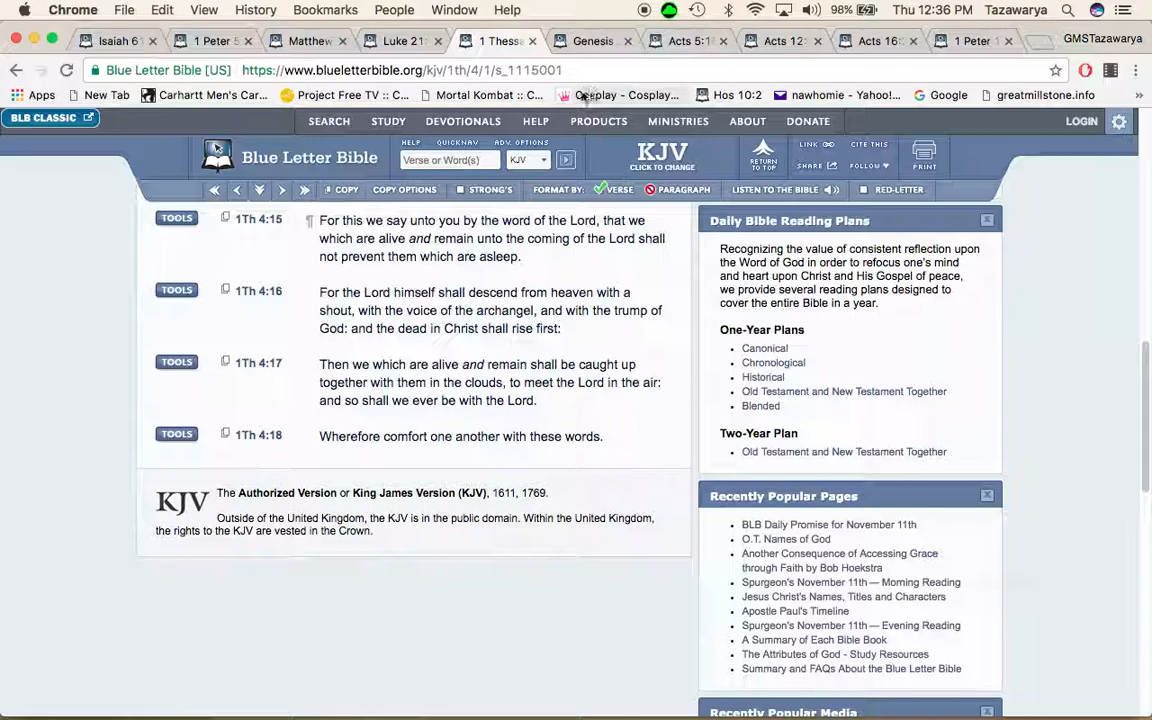 Chrome File Edit View History Bookmarks People Window Help 98% Thu 12:36 PM Tazawarya
Isaiah 61 1 Peter 5 Matthew Luke 21: 1 Thessa Genesis Acts 5:1 Acts 12: Acts 16: 1 Peter 1 GMSTazawarya
Blue Letter Bible [US] https://www.blueletterbible.org/kjv/1th/4/1/s_1115001
Apps New Tab Carhartt Men's Car... Project Free TV :: C... Mortal Kombat :: C... Cosplay - Cosplay... Hos 10:2 nawhomie - Yahoo!... Google greatmillstone.info »
BLB CLASSIC SEARCH STUDY DEVOTIONALS HELP PRODUCTS MINISTRIES ABOUT DONATE LOGIN
HELP QUICKNAV ADV. OPTIONS
Blue Letter Bible Verse or Word(s) KJV KJV CLICK TO CHANGE RETURN TO TOP LINK CITE THIS SHARE FOLLOW PRINT
COPY COPY OPTIONS STRONG'S FORMAT BY: VERSE PARAGRAPH LISTEN TO THE BIBLE RED-LETTER
TOOLS 1Th 4:15 ¶ For this we say unto you by the word of the Lord, that we
which are alive and remain unto the coming of the Lord shall
not prevent them which are asleep.
TOOLS 1Th 4:16 For the Lord himself shall descend from heaven with a
shout, with the voice of the archangel, and with the trump of
God: and the dead in Christ shall rise first:
TOOLS 1Th 4:17 Then we which are alive and remain shall be caught up
together with them in the clouds, to meet the Lord in the air:
and so shall we ever be with the Lord.
TOOLS 1Th 4:18 Wherefore comfort one another with these words.
KJV The Authorized Version or King James Version (KJV), 1611, 1769.
Outside of the United Kingdom, the KJV is in the public domain. Within the United Kingdom,
the rights to the KJV are vested in the Crown.
Daily Bible Reading Plans
Recognizing the value of consistent reflection upon
the Word of God in order to refocus one's mind
and heart upon Christ and His Gospel of peace,
we provide several reading plans designed to
cover the entire Bible in a year.
One-Year Plans
Canonical
Chronological
Historical
Old Testament and New Testament Together
Blended
Two-Year Plan
Old Testament and New Testament Together
Recently Popular Pages
BLB Daily Promise for November 11th
O.T. Names of God
Another Consequence of Accessing Grace
through Faith by Bob Hoekstra
Spurgeon's November 11th — Morning Reading
Jesus Christ's Names, Titles and Characters
Apostle Paul's Timeline
Spurgeon's November 11th — Evening Reading
A Summary of Each Bible Book
The Attributes of God - Study Resources
Summary and FAQs About the Blue Letter Bible
Recently Popular Media